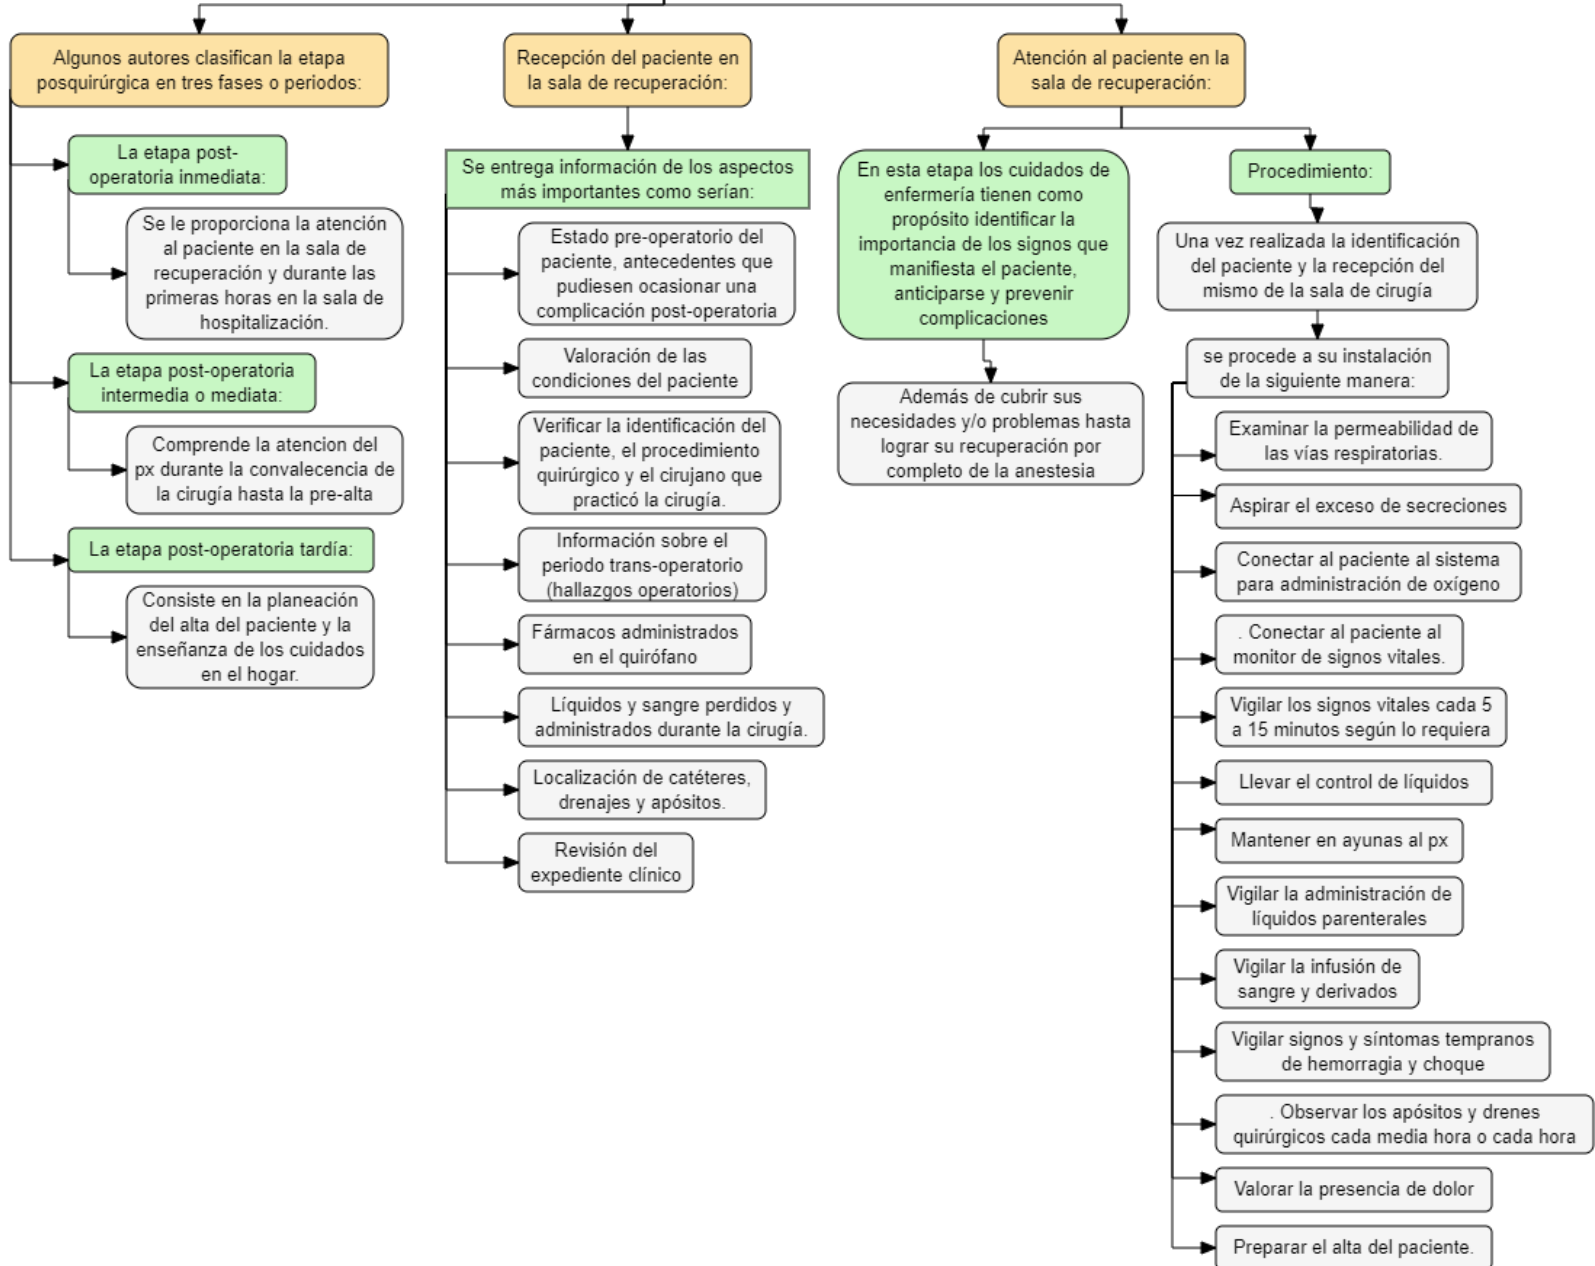 Algunos autores clasifican la etapa
posquirúrgica en tres fases o periodos:
La etapa post-
operatoria inmediata:
Se le proporciona la atención
al paciente en la sala de
recuperación y durante las
primeras horas en la sala de
hospitalización.
La etapa post-operatoria
intermedia o mediata:
Comprende la atencion del
px durante la convalecencia de
la cirugía hasta la pre-alta
La etapa post-operatoria tardía:
Consiste en la planeación
del alta del paciente y la
enseñanza de los cuidados
en el hogar.
Recepción del paciente en
la sala de recuperación:
Se entrega información de los aspectos
más importantes como serían:
Estado pre-operatorio del
paciente, antecedentes que
pudiesen ocasionar una
complicación post-operatoria
Valoración de las
condiciones del paciente
Verificar la identificación del
paciente, el procedimiento
quirúrgico y el cirujano que
practicó la cirugía.
Información sobre el
periodo trans-operatorio
(hallazgos operatorios)
Fármacos administrados
en el quirófano
Líquidos y sangre perdidos y
administrados durante la cirugía.
Localización de catéteres,
drenajes y apósitos.
Revisión del
expediente clínico
Atención al paciente en la
sala de recuperación:
En esta etapa los cuidados de
enfermería tienen como
propósito identificar la
importancia de los signos que
manifiesta el paciente,
anticiparse y prevenir
complicaciones
Además de cubrir sus
necesidades y/o problemas hasta
lograr su recuperación por
completo de la anestesia
Procedimiento:
Una vez realizada la identificación
del paciente y la recepción del
mismo de la sala de cirugía
se procede a su instalación
de la siguiente manera:
Examinar la permeabilidad de
las vías respiratorias.
Aspirar el exceso de secreciones
Conectar al paciente al sistema
para administración de oxígeno
. Conectar al paciente al
monitor de signos vitales.
Vigilar los signos vitales cada 5
a 15 minutos según lo requiera
Llevar el control de líquidos
Mantener en ayunas al px
Vigilar la administración de
líquidos parenterales
Vigilar la infusión de
sangre y derivados
Vigilar signos y síntomas tempranos
de hemorragia y choque
. Observar los apósitos y drenes
quirúrgicos cada media hora o cada hora
Valorar la presencia de dolor
Preparar el alta del paciente.